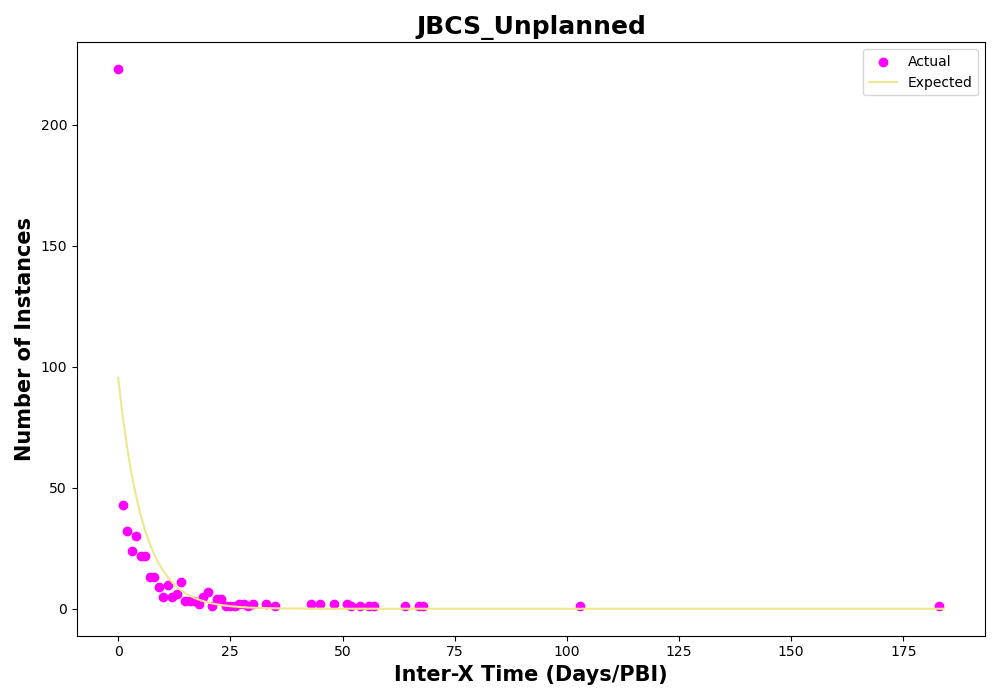 JBCS_Unplanned
Actual
Expected
Number of Instances
200
150
100
50
0
0 25 50 75 100 125 150 175
Inter-X Time (Days/PBI)